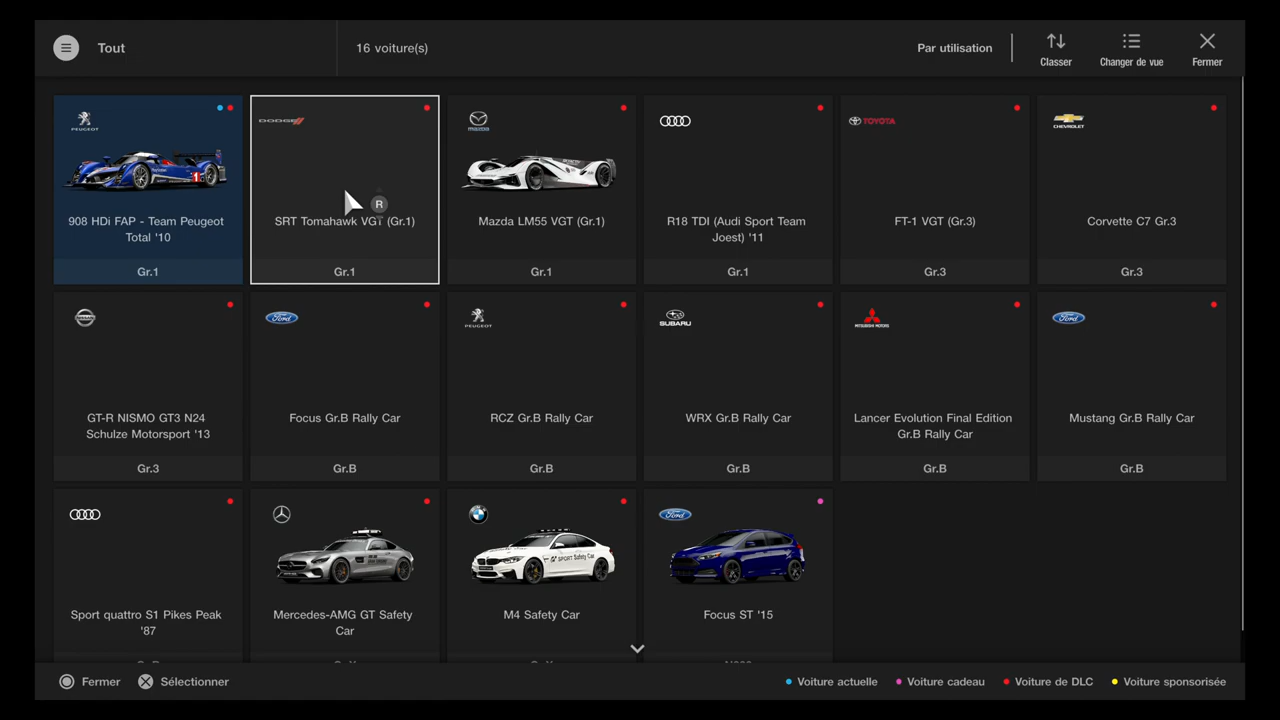 Tout
16 voiture(s)
Par utilisation
Classer
Changer de vue
Fermer
PEUGEOT
908 HDi FAP - Team Peugeot
Total '10
Gr.1
DODGE
R
SRT Tomahawk VGT (Gr.1)
Gr.1
mazda
Mazda LM55 VGT (Gr.1)
Gr.1
R18 TDI (Audi Sport Team
Joest) '11
Gr.1
TOYOTA
FT-1 VGT (Gr.3)
Gr.3
CHEVROLET
Corvette C7 Gr.3
Gr.3
NISSAN
GT-R NISMO GT3 N24
Schulze Motorsport '13
Gr.3
Ford
Focus Gr.B Rally Car
Gr.B
PEUGEOT
RCZ Gr.B Rally Car
Gr.B
SUBARU
WRX Gr.B Rally Car
Gr.B
MITSUBISHI MOTORS
Lancer Evolution Final Edition
Gr.B Rally Car
Gr.B
Ford
Mustang Gr.B Rally Car
Gr.B
Sport quattro S1 Pikes Peak
'87
Mercedes-AMG GT Safety
Car
BMW
SPORT Safety Car
M4 Safety Car
Ford
Focus ST '15
Fermer
Sélectionner
Voiture actuelle
Voiture cadeau
Voiture de DLC
Voiture sponsorisée